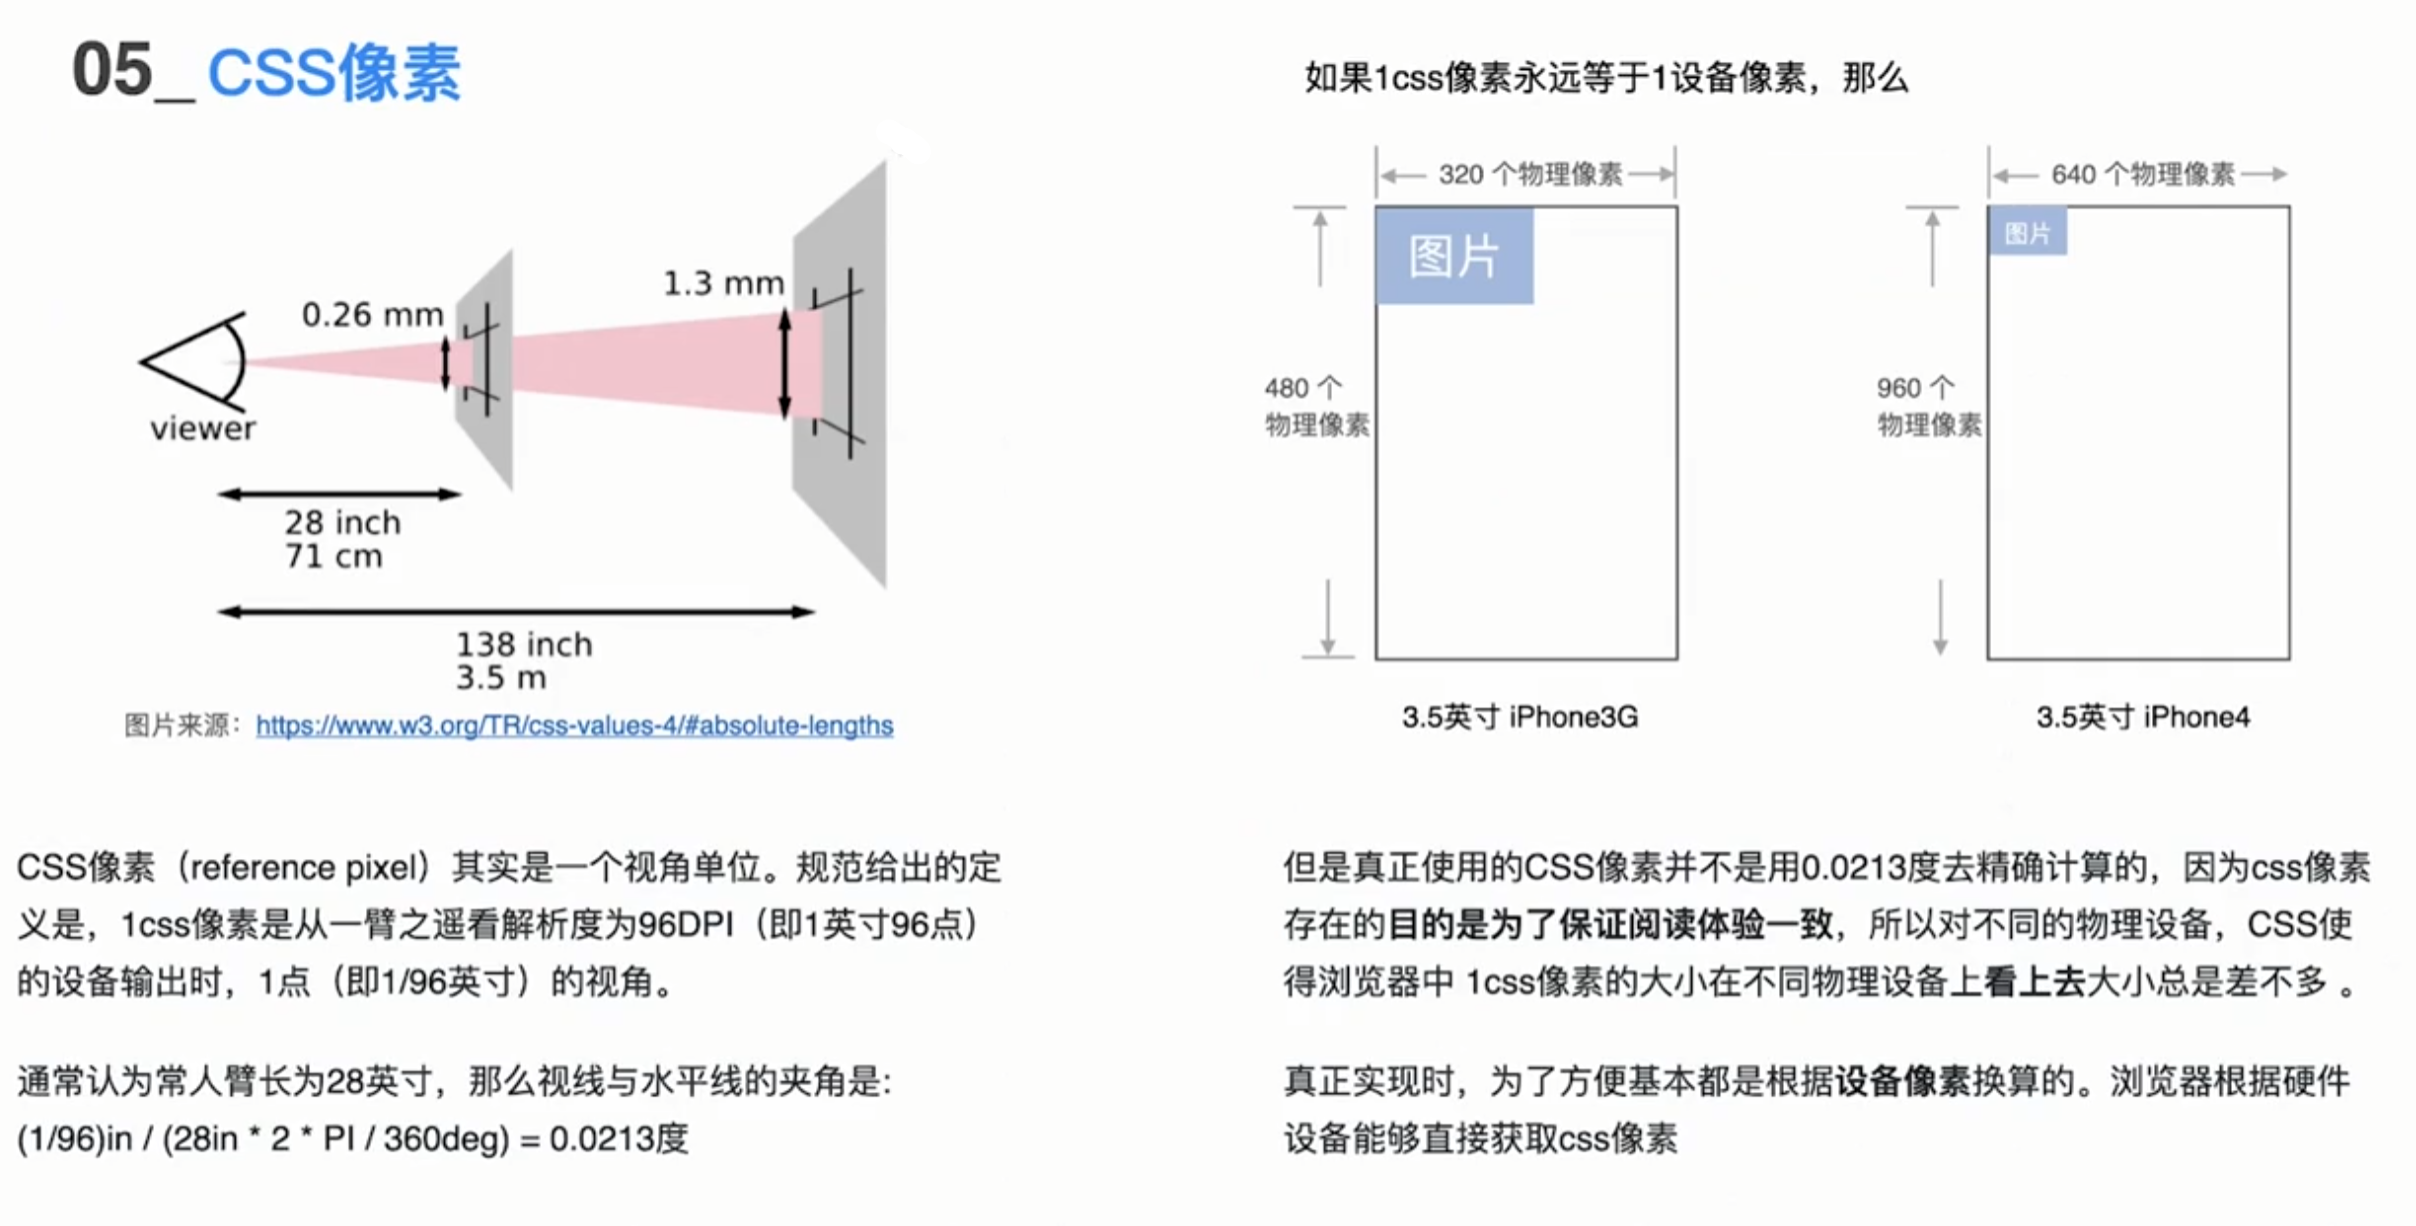 05_ CSS像素
0.26 mm
1.3 mm
viewer
28 inch
71 cm
138 inch
3.5 m
图片来源：https://www.w3.org/TR/css-values-4/#absolute-lengths
CSS像素（reference pixel）其实是一个视角单位。规范给出的定
义是，1css像素是从一臂之遥看解析度为96DPI（即1英寸96点）
的设备输出时，1点（即1/96英寸）的视角。
通常认为常人臂长为28英寸，那么视线与水平线的夹角是:
(1/96)in / (28in * 2 * PI / 360deg) = 0.0213度
如果1css像素永远等于1设备像素，那么
320 个物理像素
图片
480 个
物理像素
3.5英寸 iPhone3G
640 个物理像素
图片
960 个
物理像素
3.5英寸 iPhone4
但是真正使用的CSS像素并不是用0.0213度去精确计算的，因为css像素
存在的目的是为了保证阅读体验一致，所以对不同的物理设备，CSS使
得浏览器中 1css像素的大小在不同物理设备上看上去大小总是差不多 。
真正实现时，为了方便基本都是根据设备像素换算的。浏览器根据硬件
设备能够直接获取css像素